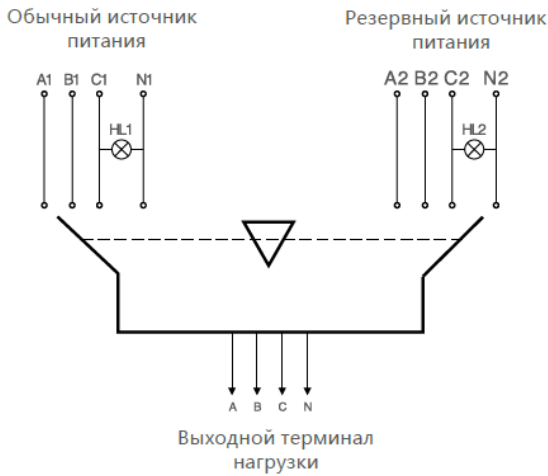 Обычный источник
питания
Резервный источник
питания
A1 B1 C1 N1
A2 B2 C2 N2
HL1
HL2
A B C N
Выходной терминал
нагрузки